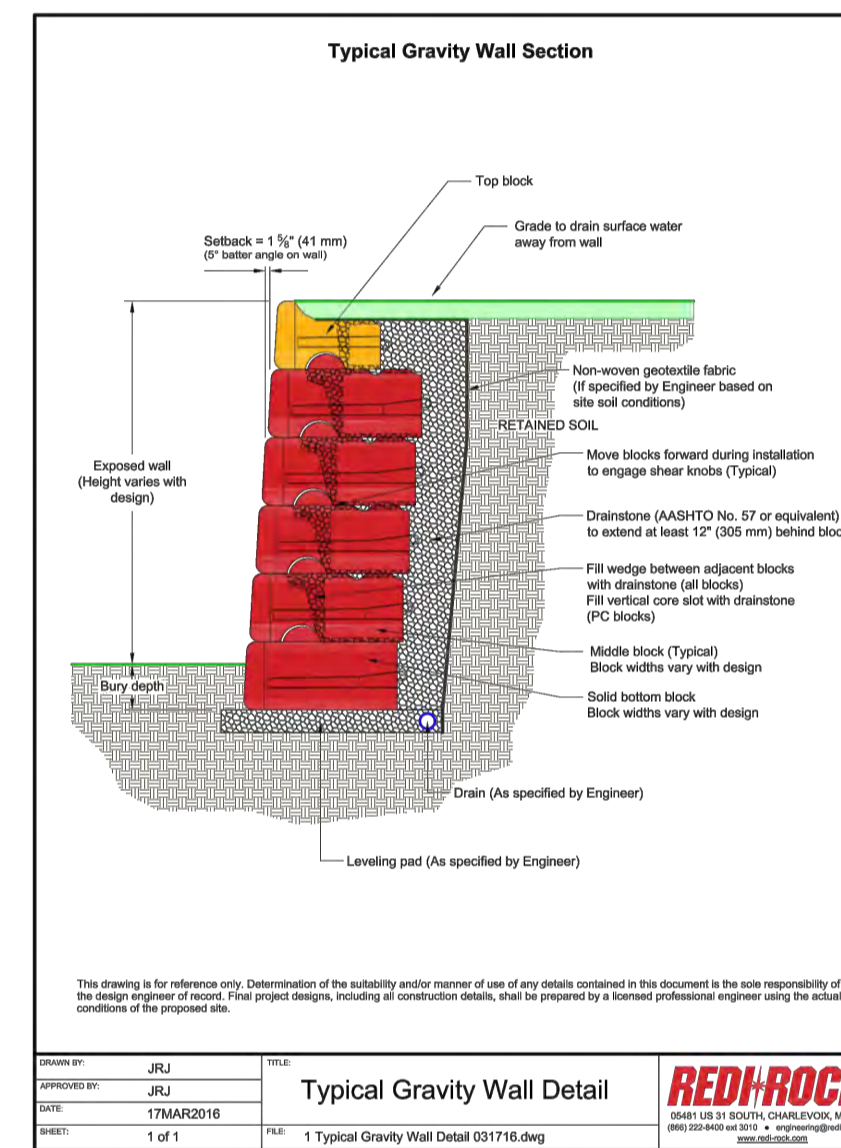 Typical Gravity Wall Section
Top block
Grade to drain surface water
away from wall
Setback = 1 ⅝" (41 mm)
(5° batter angle on wall)
Non-woven geotextile fabric
(If specified by Engineer based on
site soil conditions)
RETAINED SOIL
Move blocks forward during installation
to engage shear knobs (Typical)
Exposed wall
(Height varies with
design)
Drainstone (AASHTO No. 57 or equivalent)
to extend at least 12" (305 mm) behind
Fill wedge between adjacent blocks
with drainstone (all blocks)
Fill vertical core slot with drainstone
(PC blocks)
Middle block (Typical)
Block widths vary with design
Bury depth
Solid bottom block
Block widths vary with design
Drain (As specified by Engineer)
Leveling pad (As specified by Engineer)
This drawing is for reference only. Determination of the suitability and/or manner of use of any details contained in this document is the sole responsibility of
the design engineer of record. Final project designs, including all construction details, shall be prepared by a licensed professional engineer using the actual
conditions of the proposed site.
DRAWN BY: JRJ
APPROVED BY: JRJ
DATE: 17MAR2016
SHEET: 1 of 1
TITLE:
Typical Gravity Wall Detail
FILE: 1 Typical Gravity Wall Detail 031716.dwg
05481 US 31 SOUTH, CHARLEVOIX,
(866) 222-8400 ext 3010 •
www.redi-rock.com